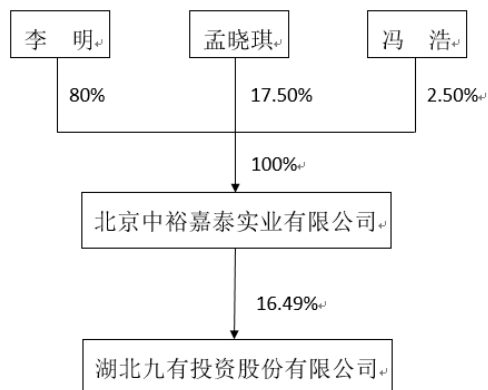 李 明 孟晓琪 冯 浩
80% 17.50% 2.50%
100%
北京中裕嘉泰实业有限公司
16.49%
湖北九有投资股份有限公司